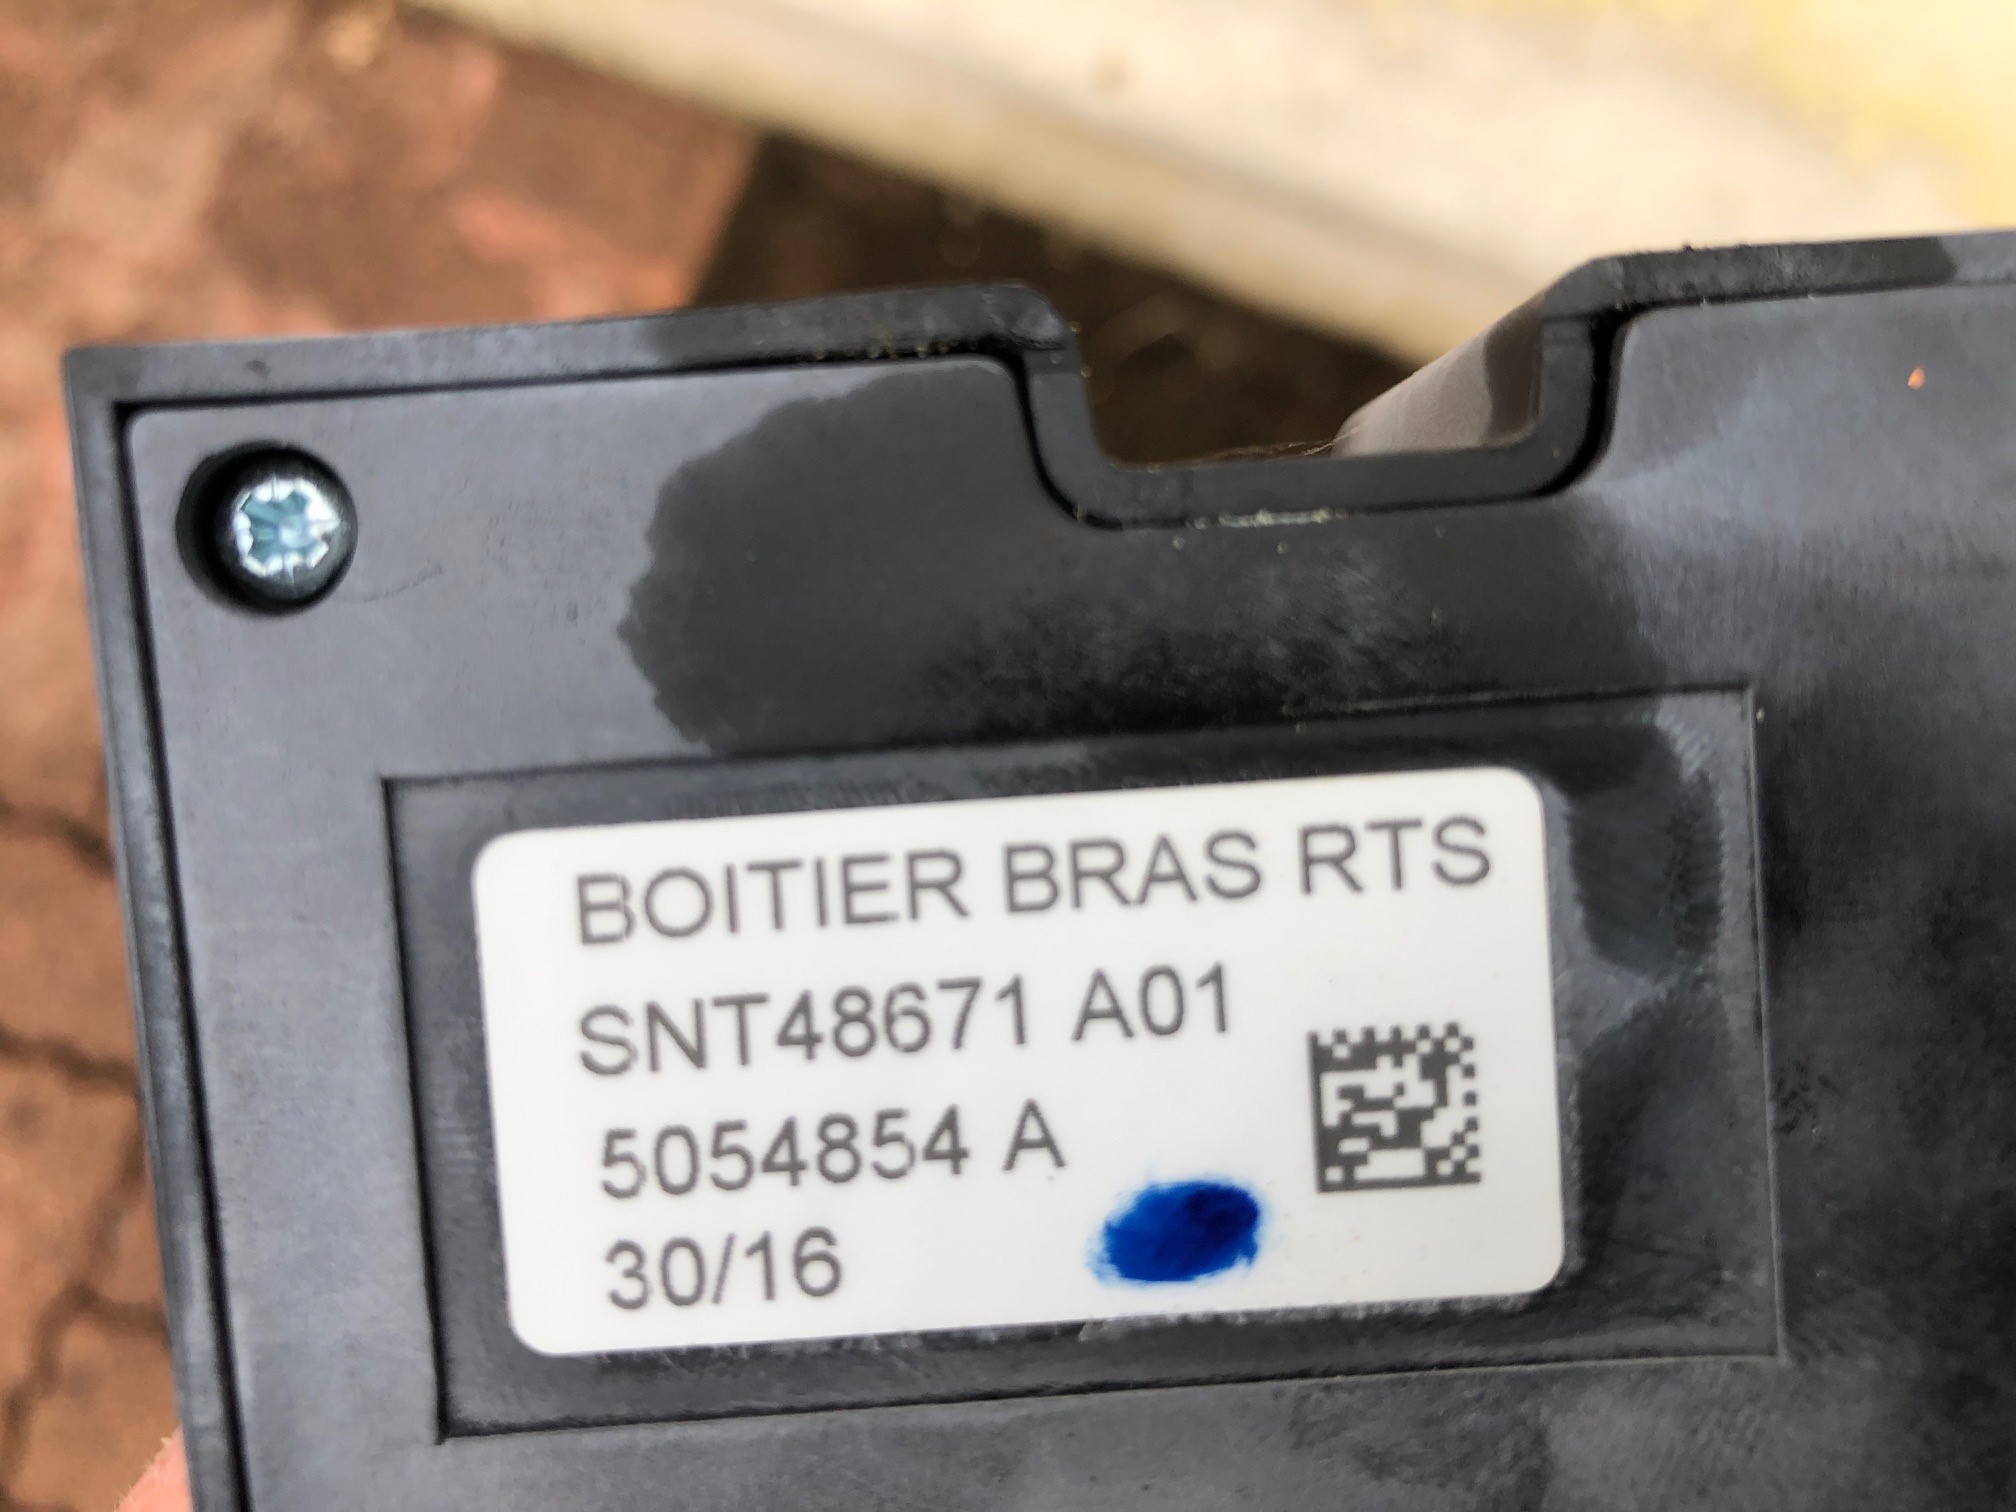 BOITIER BRAS RTS
SNT48671 A01
5054854 A
30/16